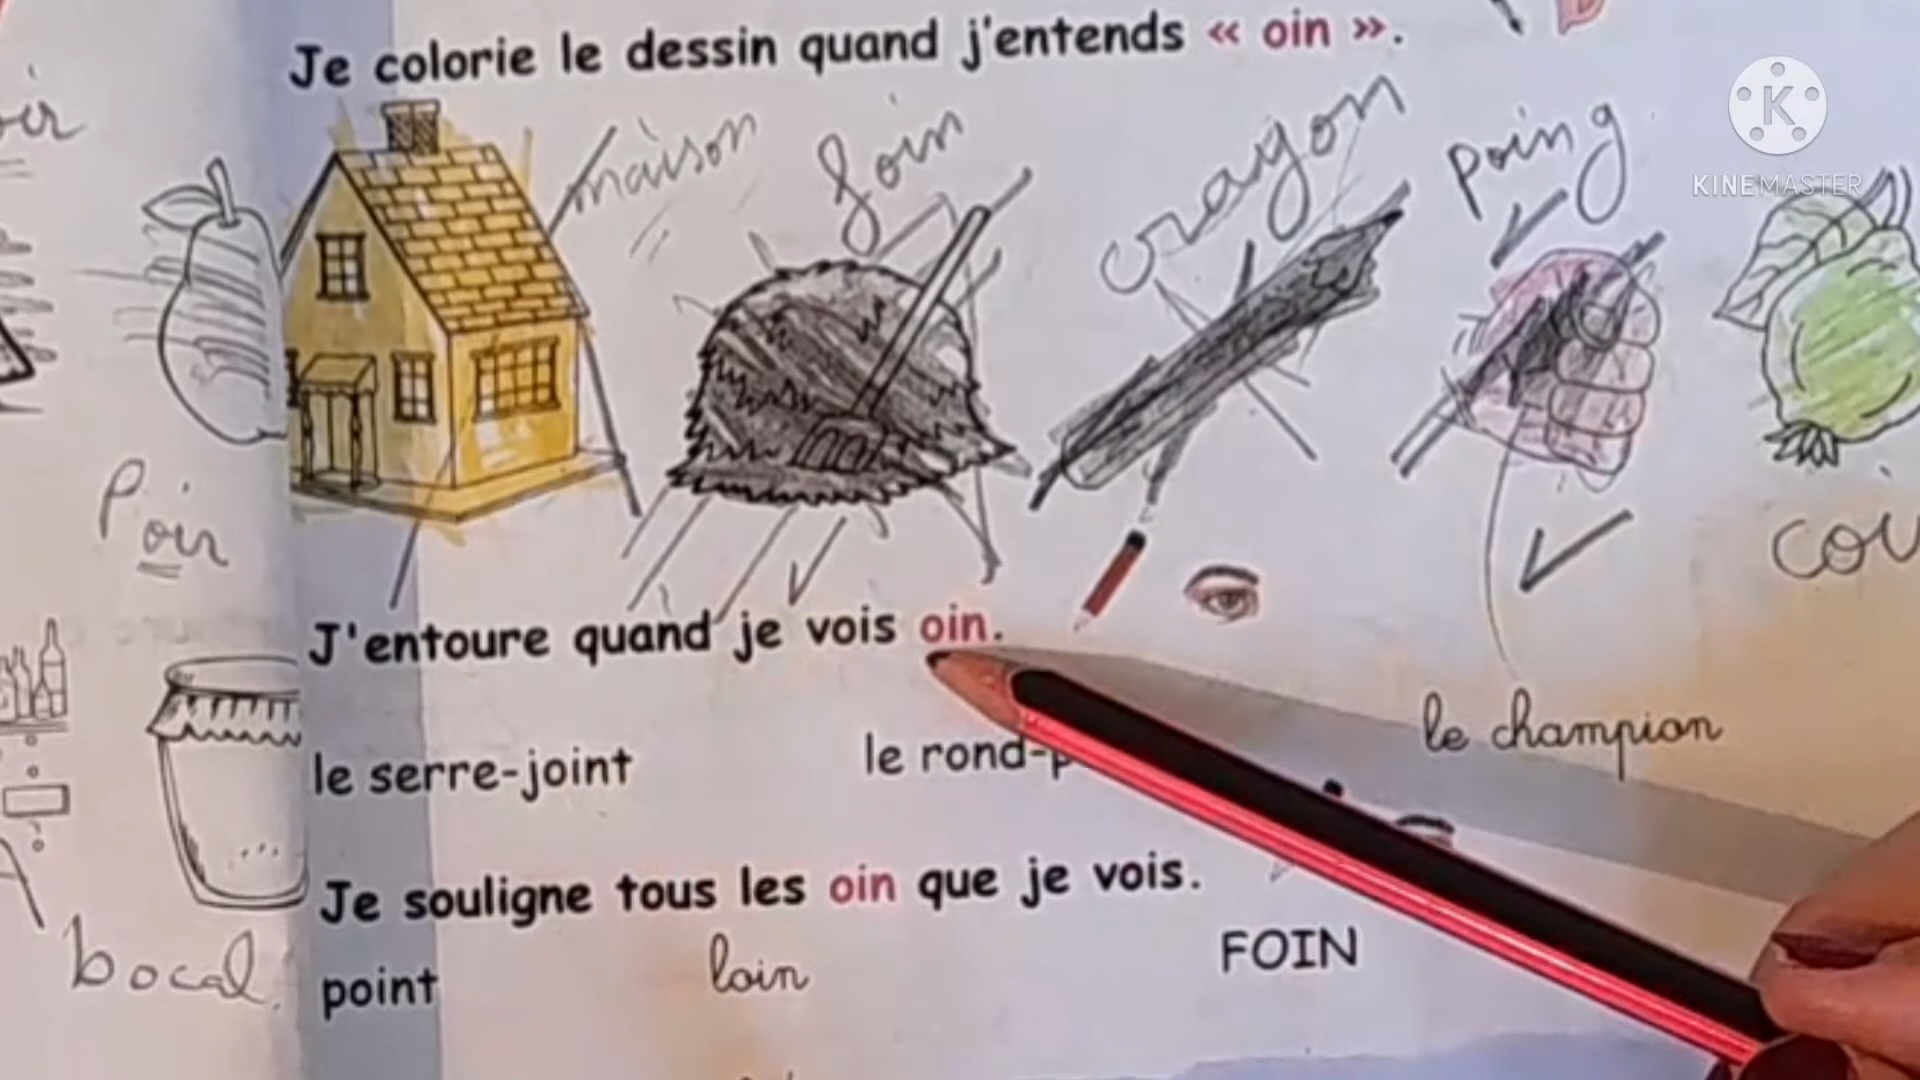 Je colorie le dessin quand j'entends « oin ».
maison foin crayon poing
KINEMASTER
Poir
J'entoure quand je vois oin.
le serre-joint le champion
le rond-p
Je souligne tous les oin que je vois.
bocal
point loin FOIN